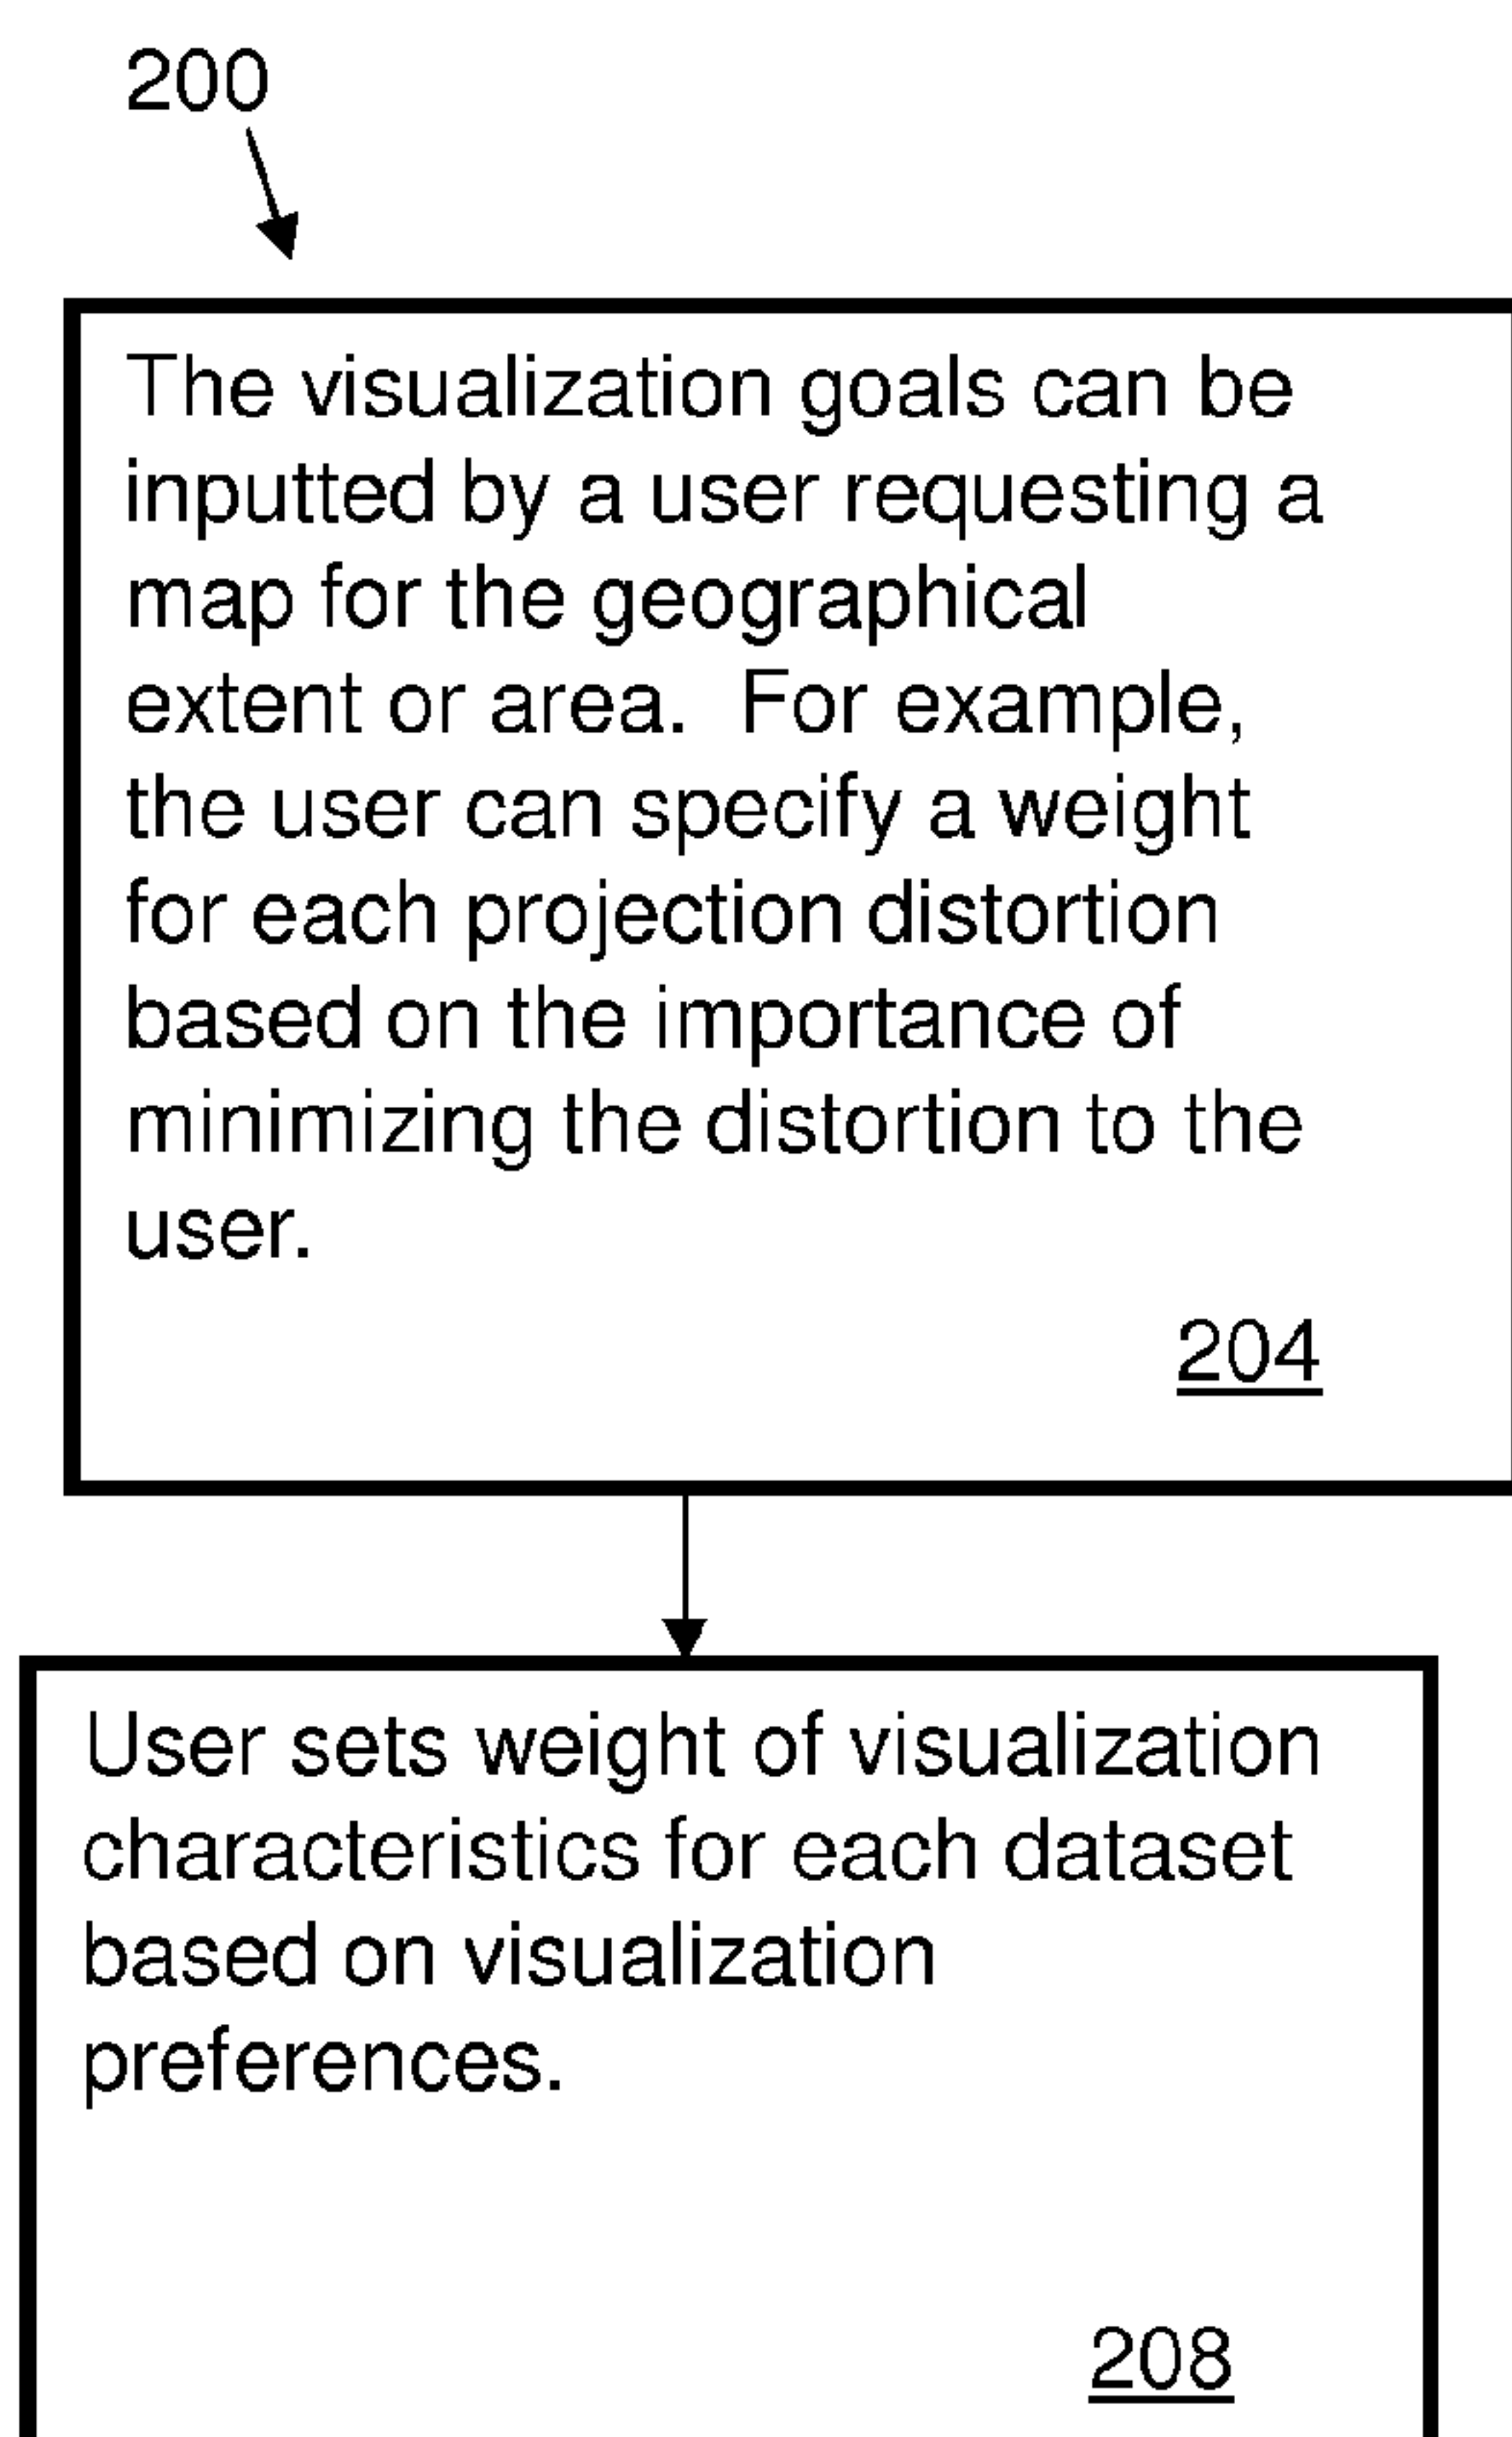 200
The visualization goals can be
inputted by a user requesting a
map for the geographical
extent or area.  For example,
the user can specify a weight
for each projection distortion
based on the importance of
minimizing the distortion to the
user.
204
User sets weight of visualization
characteristics for each dataset
based on visualization
preferences.
208